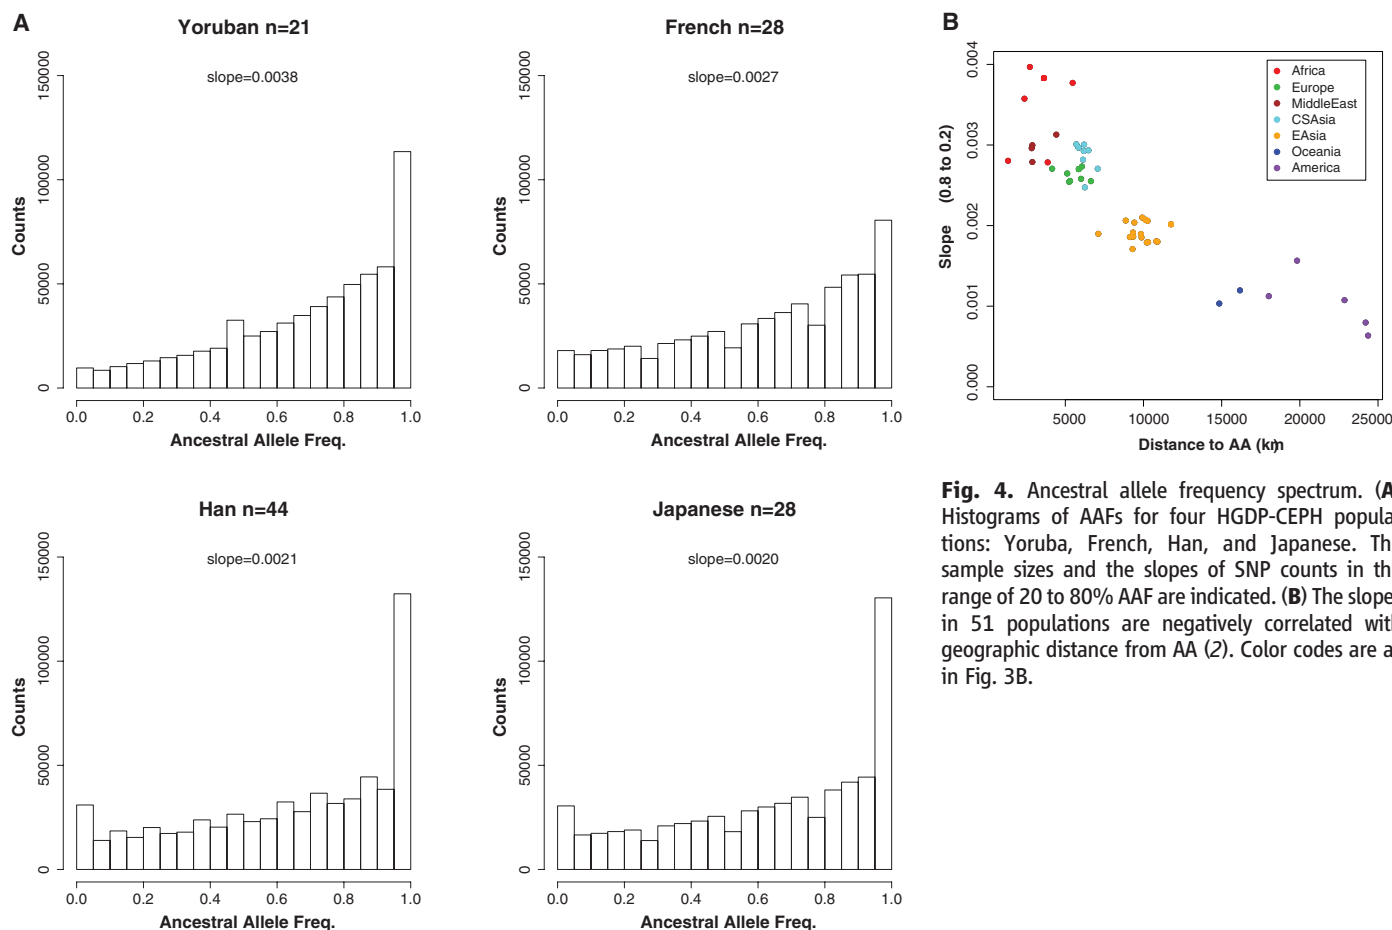 A
Yoruban n=21
slope=0.0038
Counts
0
50000
100000
150000
0.0
0.2
0.4
0.6
0.8
1.0
Ancestral Allele Freq.
French n=28
slope=0.0027
Counts
0
50000
100000
150000
0.0
0.2
0.4
0.6
0.8
1.0
Ancestral Allele Freq.
Han n=44
slope=0.0021
Counts
0
50000
100000
150000
0.0
0.2
0.4
0.6
0.8
1.0
Ancestral Allele Freq.
Japanese n=28
slope=0.0020
Counts
0
50000
100000
150000
0.0
0.2
0.4
0.6
0.8
1.0
Ancestral Allele Freq.
B
Slope (0.8 to 0.2)
0.000
0.001
0.002
0.003
0.004
Africa
Europe
MiddleEast
CSAsia
EAsia
Oceania
America
5000
10000
15000
20000
25000
Distance to AA (km)
Fig. 4. Ancestral allele frequency spectrum. (A
Histograms of AAFs for four HGDP-CEPH popula
tions: Yoruba, French, Han, and Japanese. Th
sample sizes and the slopes of SNP counts in th
range of 20 to 80% AAF are indicated. (B) The slope
in 51 populations are negatively correlated wit
geographic distance from AA (2). Color codes are a
in Fig. 3B.